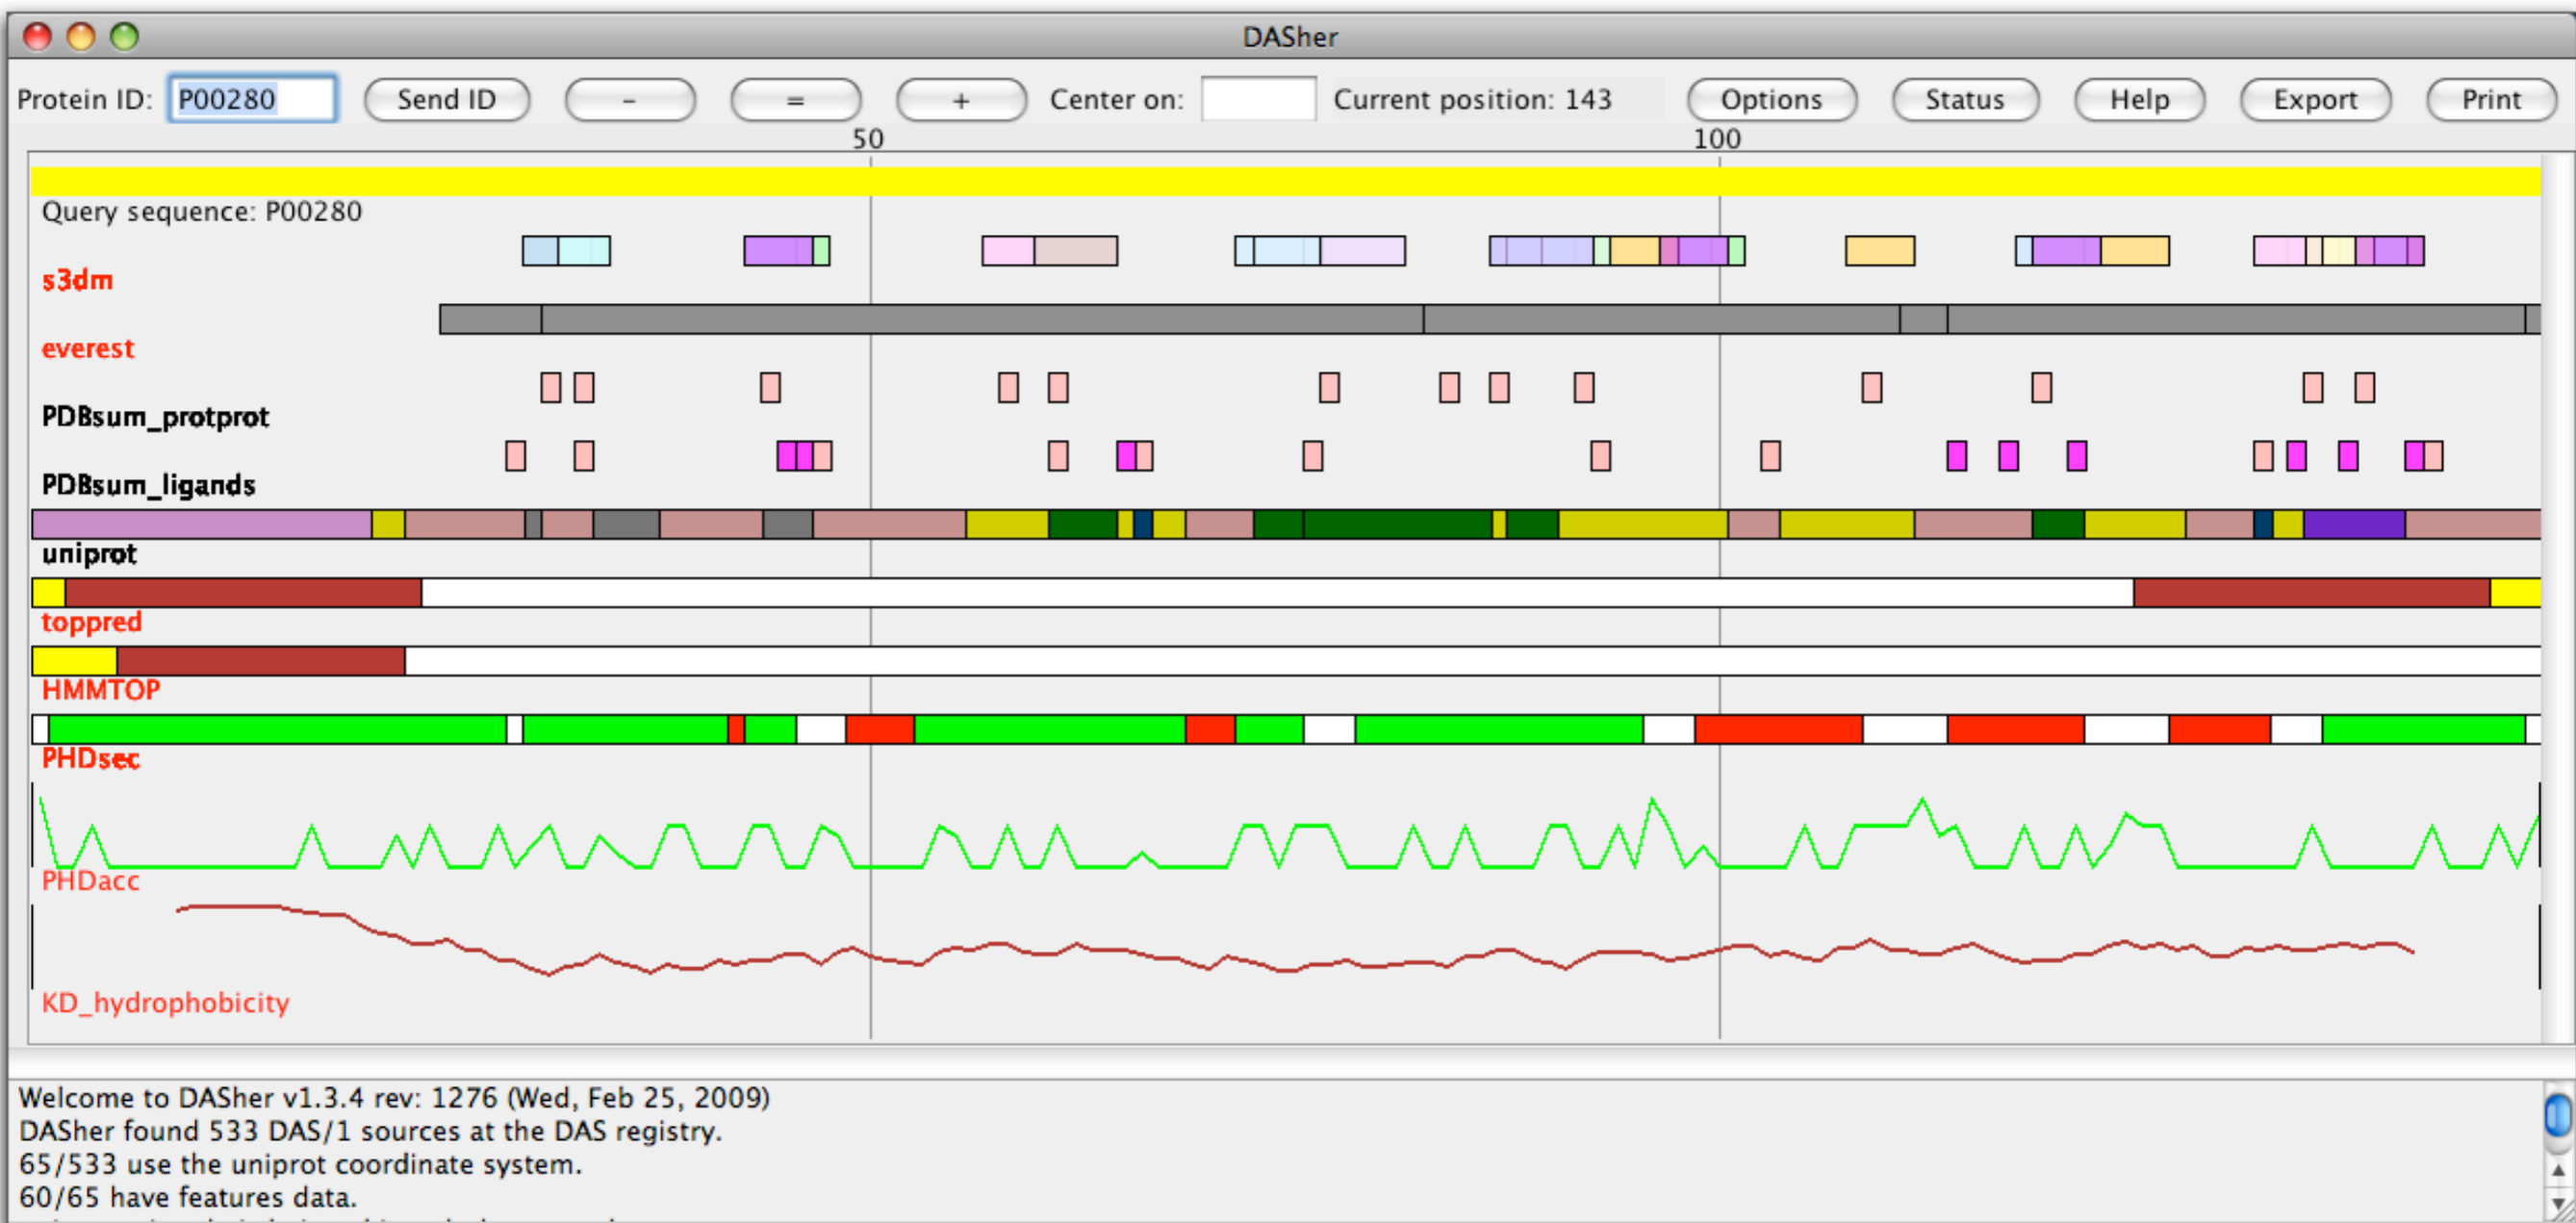 DASher
Protein ID: P00280 Send ID - = + Center on: Current position: 143 Options Status Help Export Print
50 100
Query sequence: P00280
s3dm
everest
PDBsum_protprot
PDBsum_ligands
uniprot
toppred
HMMTOP
PHDsec
PHDacc
KD_hydrophobicity
Welcome to DASher v1.3.4 rev: 1276 (Wed, Feb 25, 2009)
DASher found 533 DAS/1 sources at the DAS registry.
65/533 use the uniprot coordinate system.
60/65 have features data.